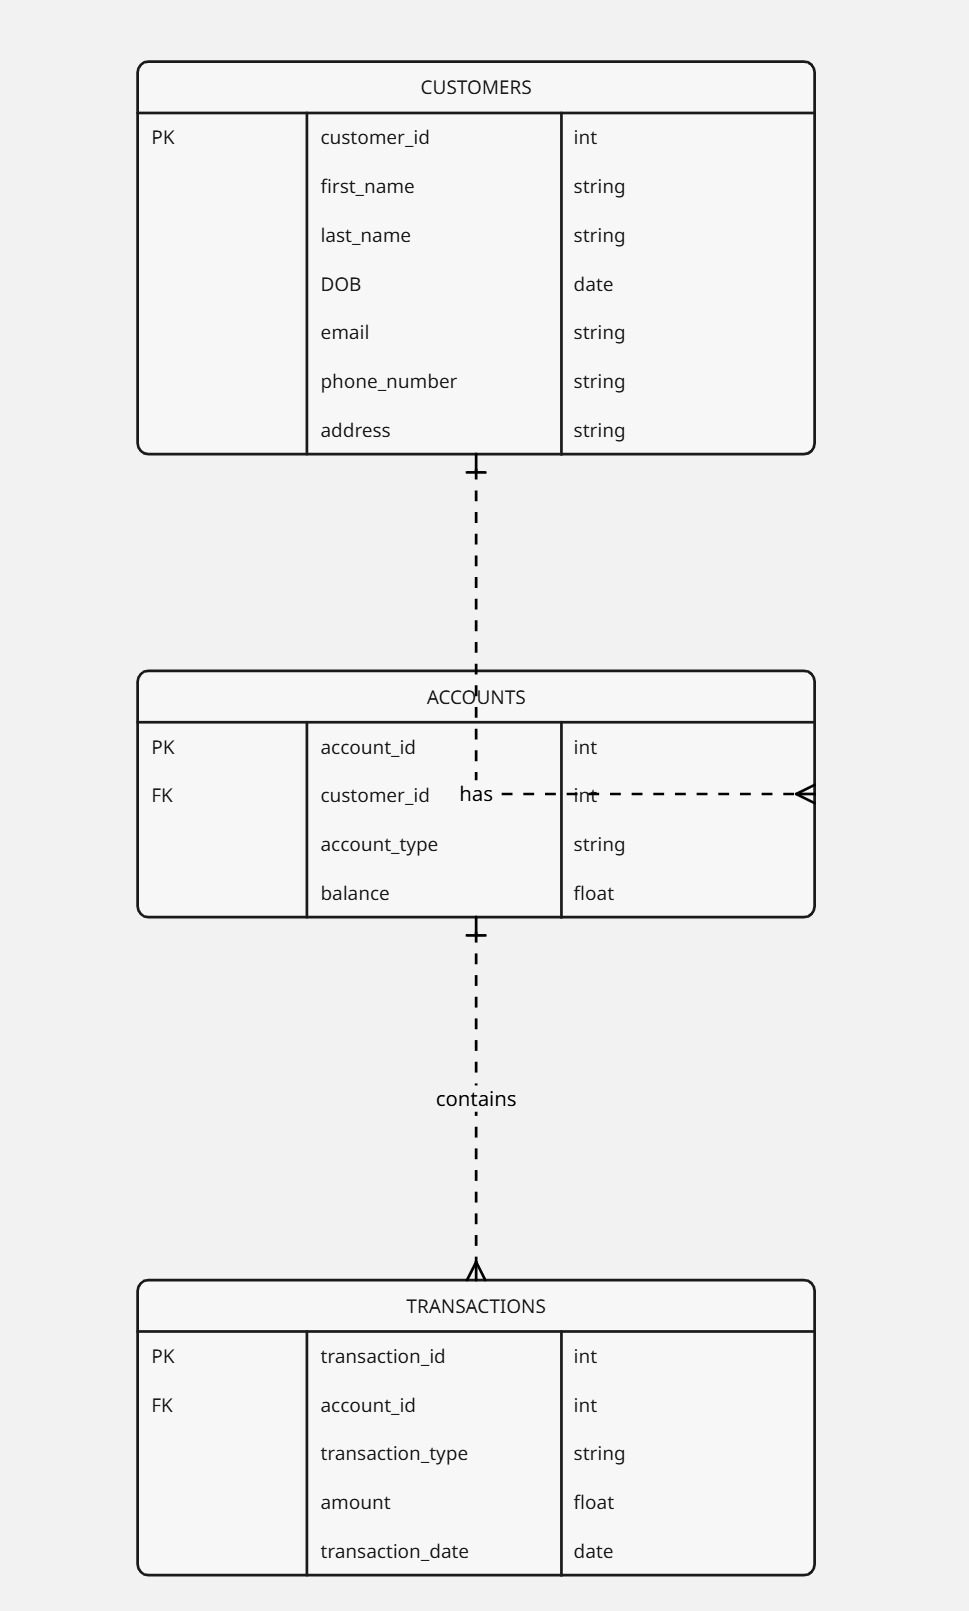 CUSTOMERS
PK customer_id int
first_name string
last_name string
DOB date
email string
phone_number string
address string
ACCOUNTS
PK account_id int
FK customer_id has int
account_type string
balance float
contains
TRANSACTIONS
PK transaction_id int
FK account_id int
transaction_type string
amount float
transaction_date date